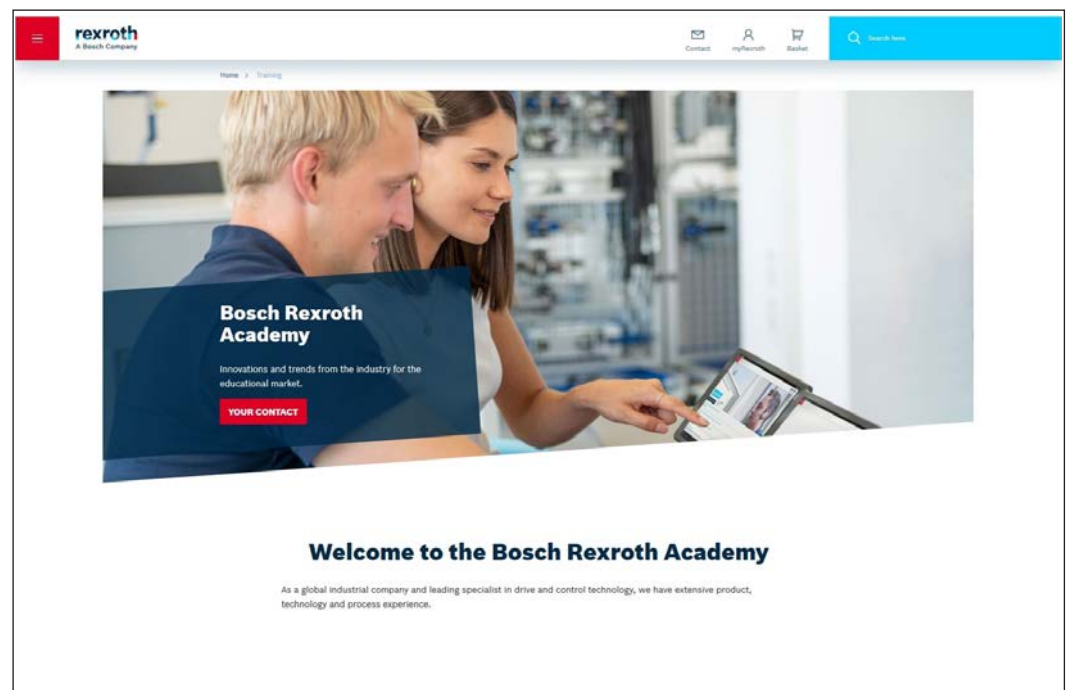 rexroth
A Bosch Company
Contact
myRexroth
Basket
Search here
Home > Training
Bosch Rexroth
Academy
Innovations and trends from the industry for the
educational market.
YOUR CONTACT
Welcome to the Bosch Rexroth Academy
As a global industrial company and leading specialist in drive and control technology, we have extensive product,
technology and process experience.